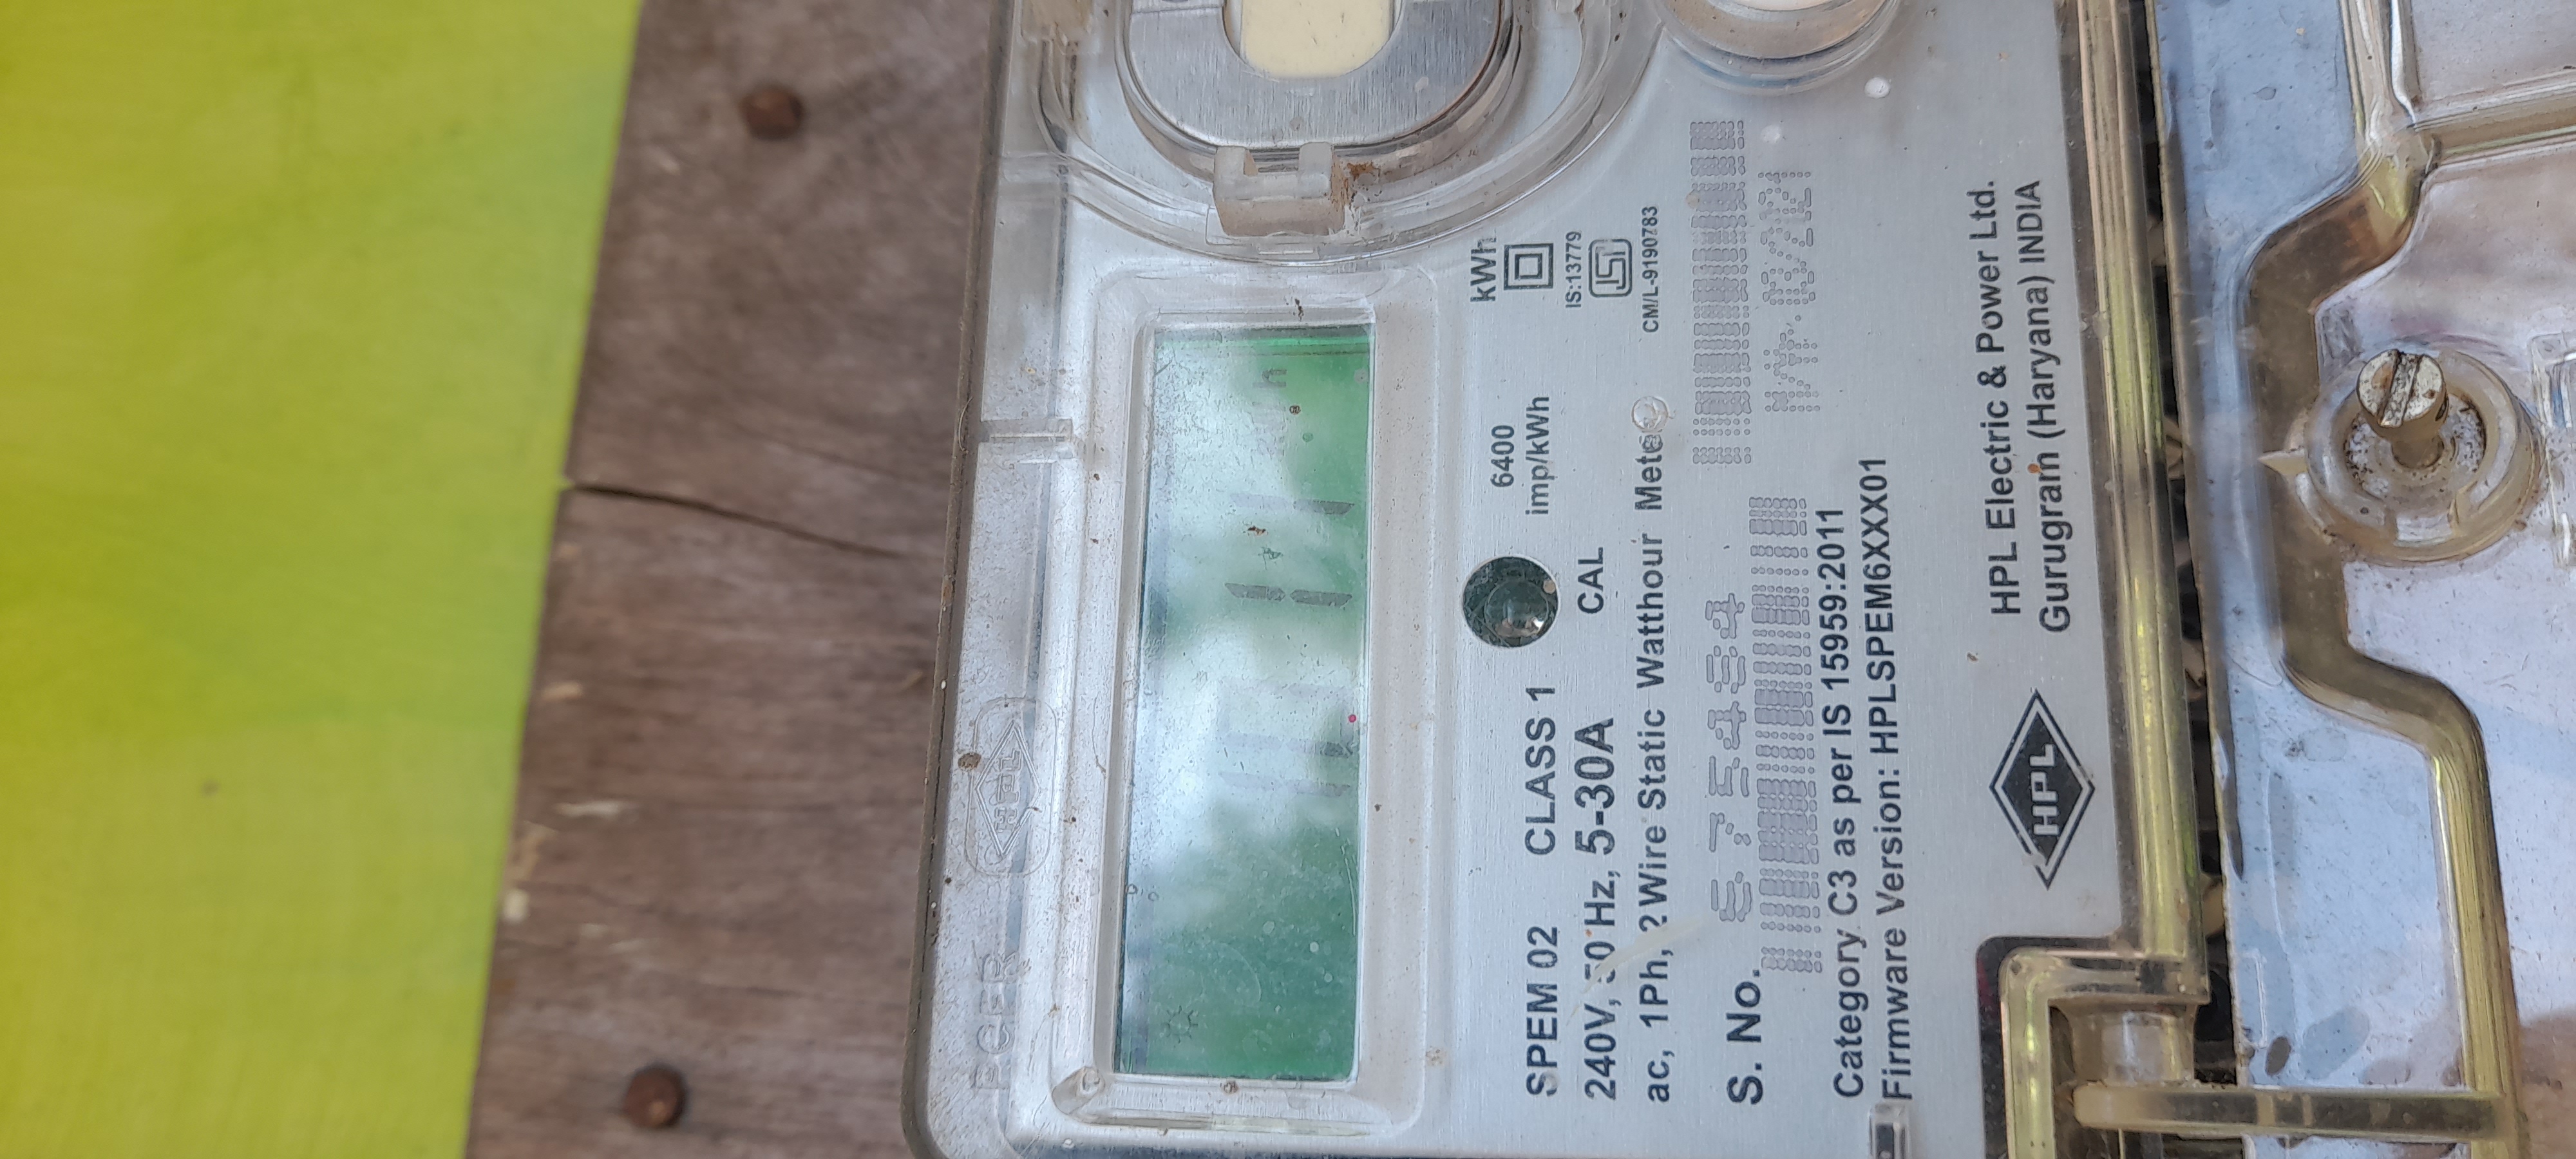 kWh
IS:13779
CM/L-9190783
6400
imp/kWh
CAL
SPEM 02 CLASS 1
240V, 50 Hz, 5-30A
ac, 1Ph, 2 Wire Static Watthour Meter
S. No.
Category C3 as per IS 15959:2011
Firmware Version: HPLSPEM6XXX01
HPL
HPL Electric & Power Ltd.
Gurugram (Haryana) INDIA
HPL